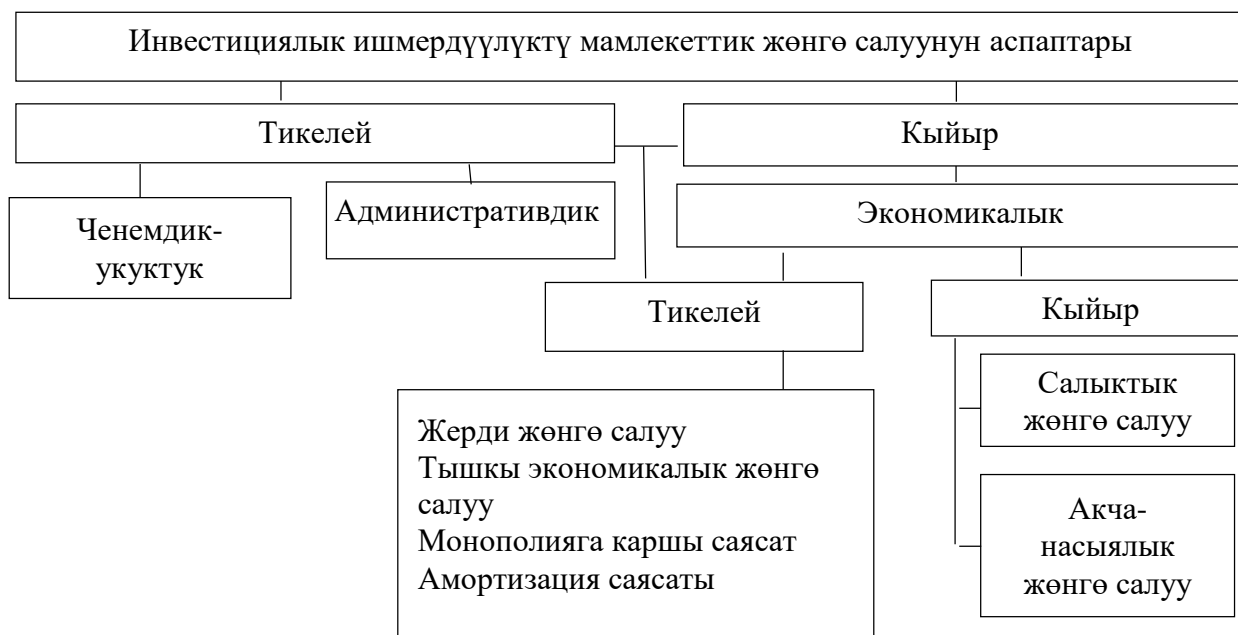 Инвестициялык ишмердүүлүктү мамлекеттик жөнгө салуунун аспаптары
Тикелей
Кыйыр
Ченемдик-
укуктук
Административдик
Экономикалык
Тикелей
Кыйыр
Жерди жөнгө салуу
Тышкы экономикалык жөнгө
салуу
Монополияга каршы саясат
Амортизация саясаты
Салыктык
жөнгө салуу
Акча-
насыялык
жөнгө салуу